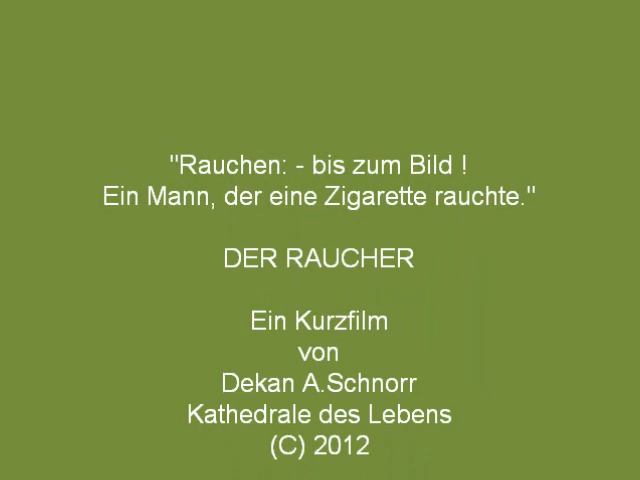 "Rauchen: - bis zum Bild !
Ein Mann, der eine Zigarette rauchte."
DER RAUCHER
Ein Kurzfilm
von
Dekan A.Schnorr
Kathedrale des Lebens
(C) 2012